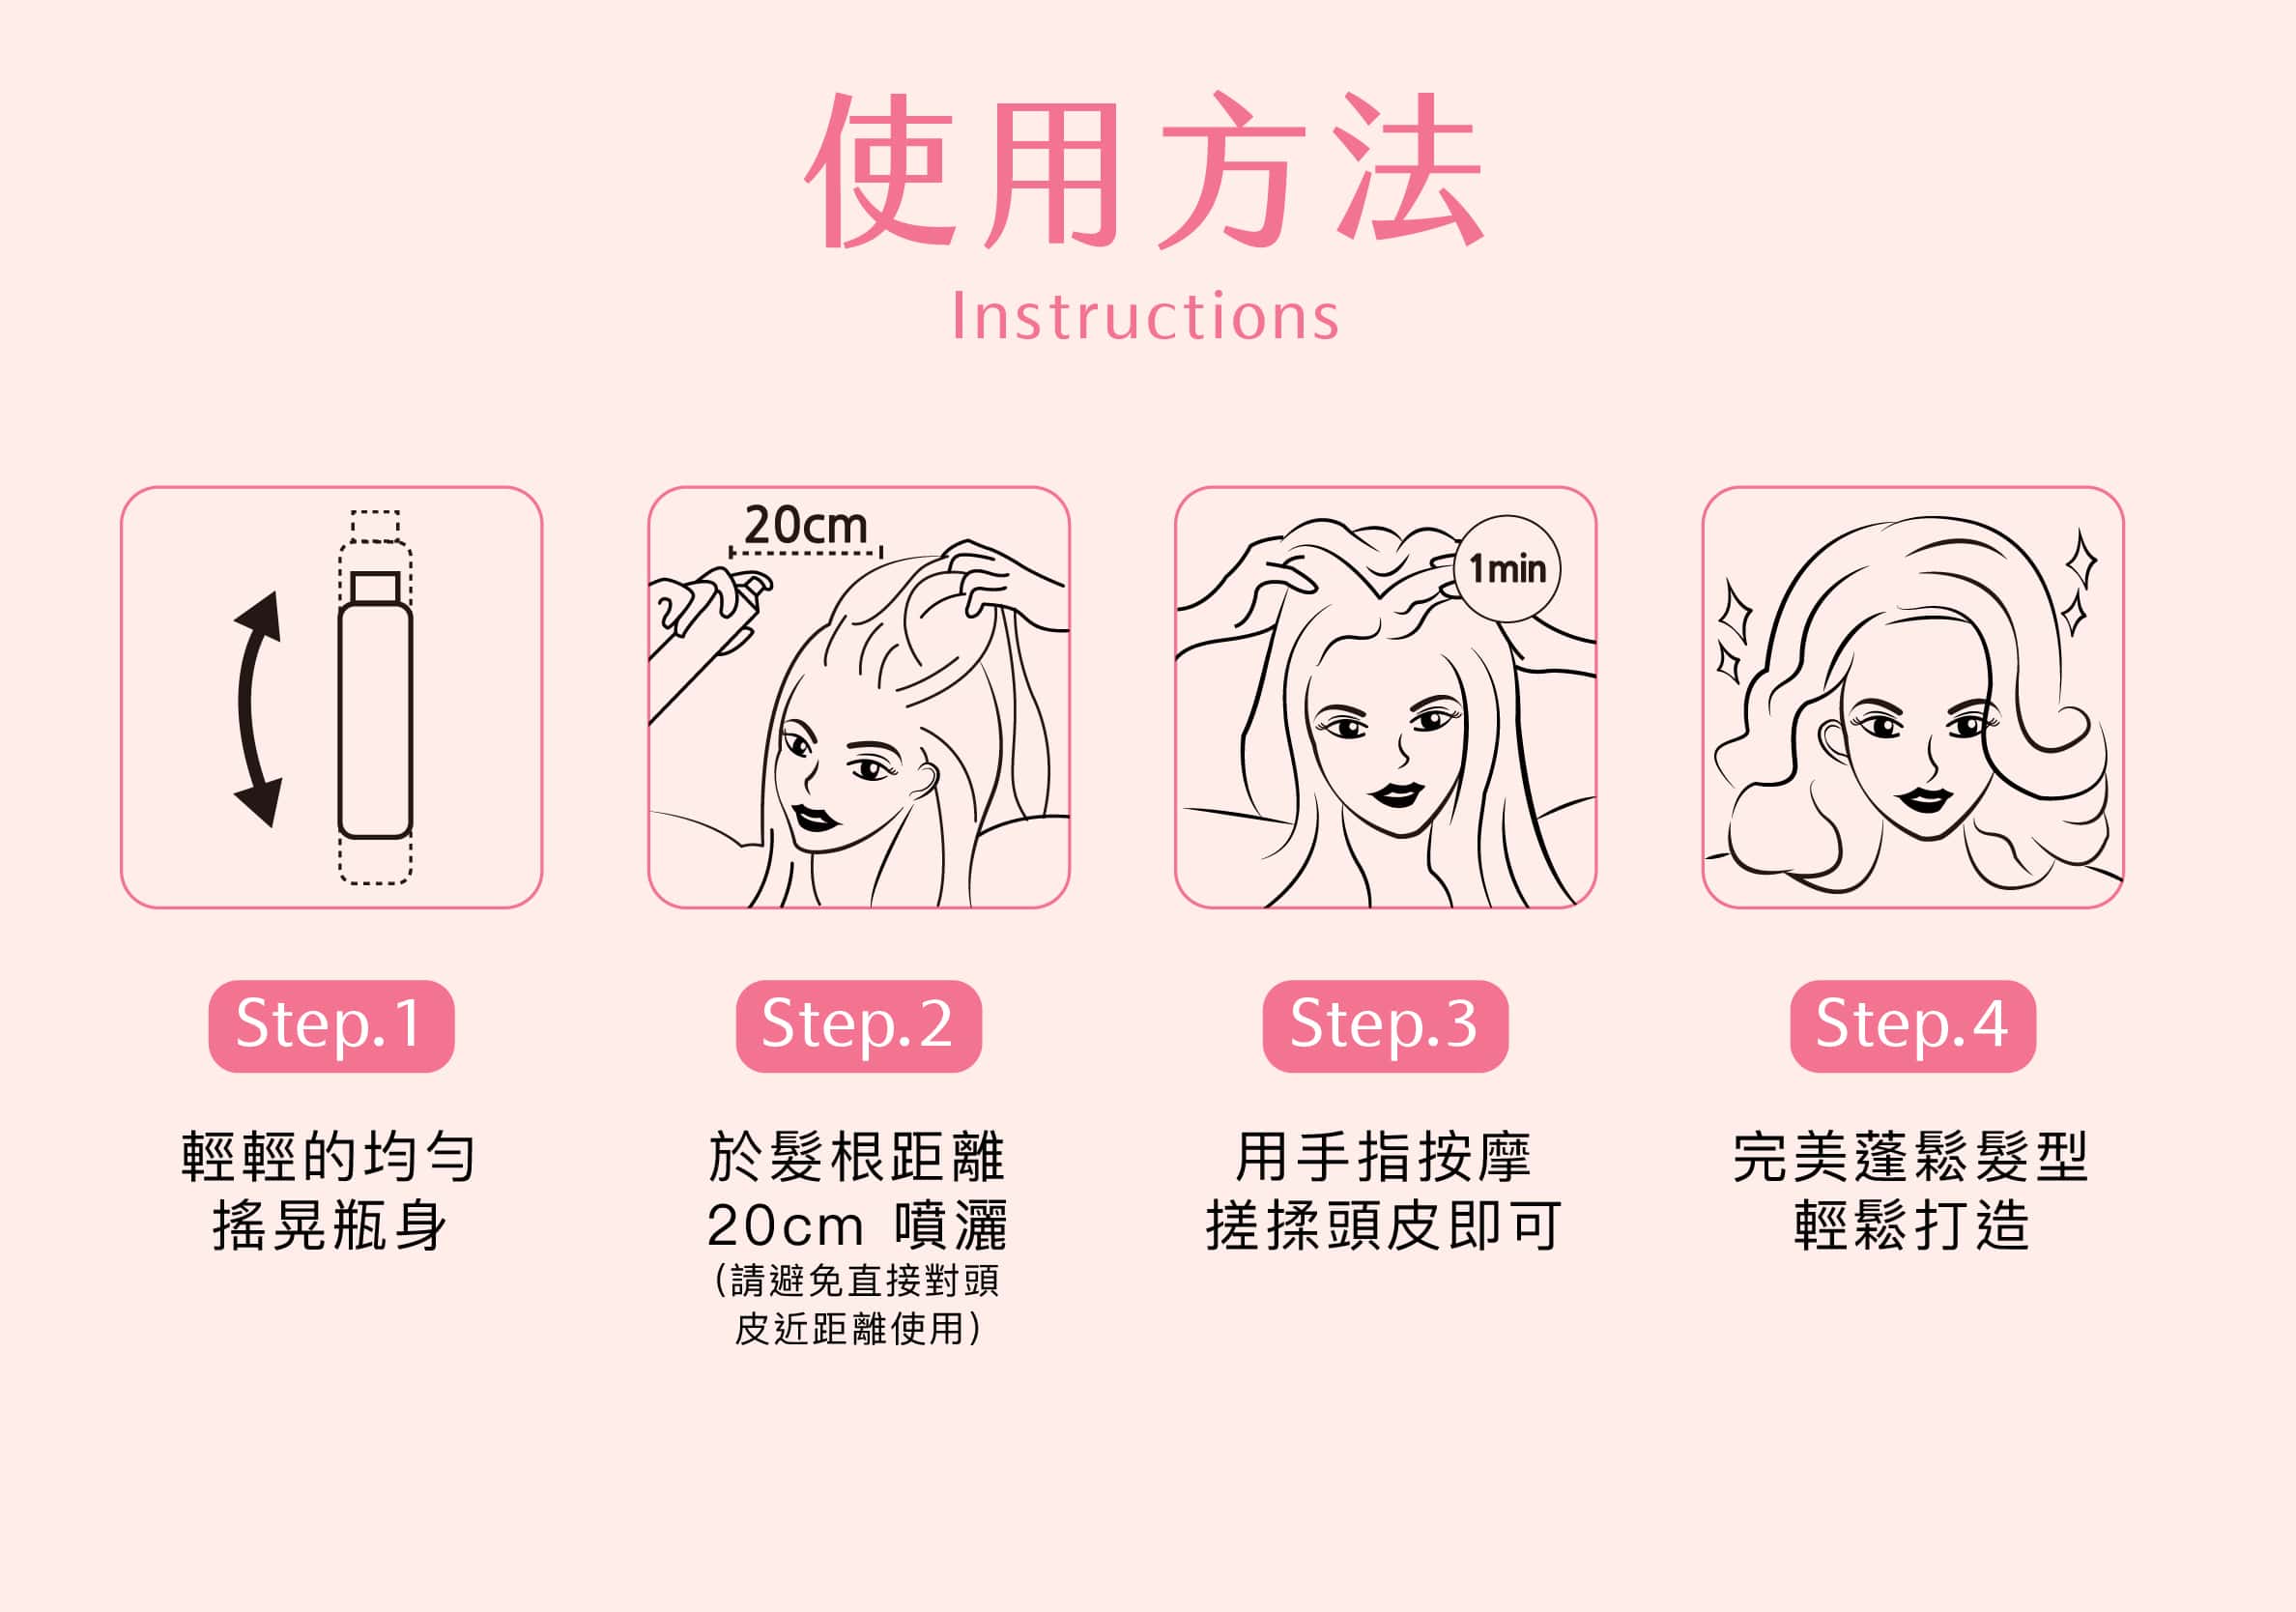 使用方法
Instructions
20cm
1min
Step.1
輕輕的均勻
搖晃瓶身
Step.2
於髮根距離
20cm 噴灑
(請避免直接對頭
皮近距離使用)
Step.3
用手指按摩
搓揉頭皮即可
Step.4
完美蓬鬆髮型
輕鬆打造